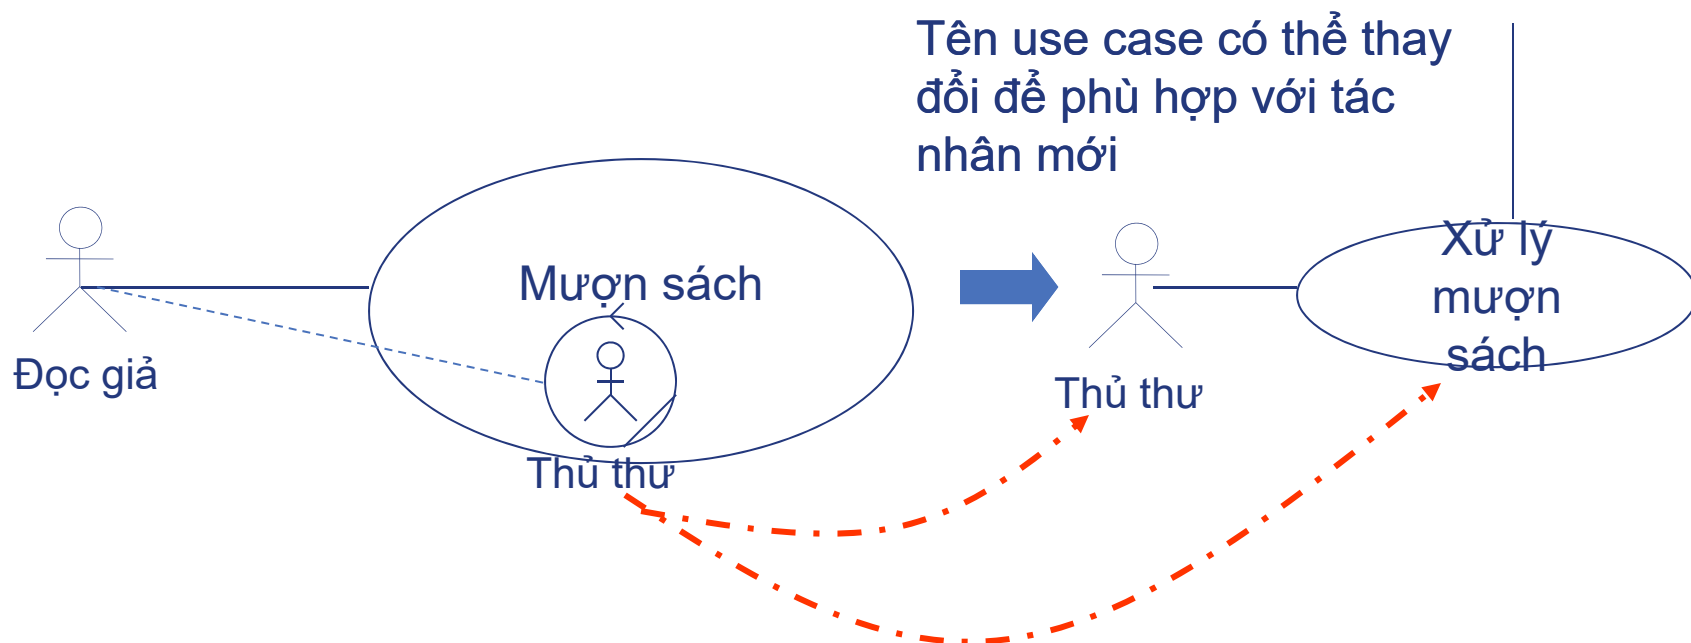 Tên use case có thể thay
đổi để phù hợp với tác
nhân mới
Mượn sách
Đọc giả
Thủ thư
Thủ thư
Xử lý
mượn
sách